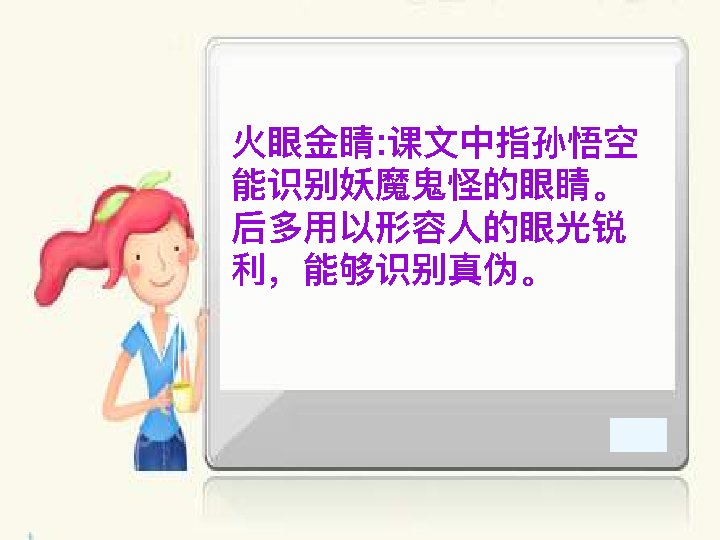 火眼金睛:课文中指孙悟空
能识别妖魔鬼怪的眼睛。
后多用以形容人的眼光锐
利，能够识别真伪。